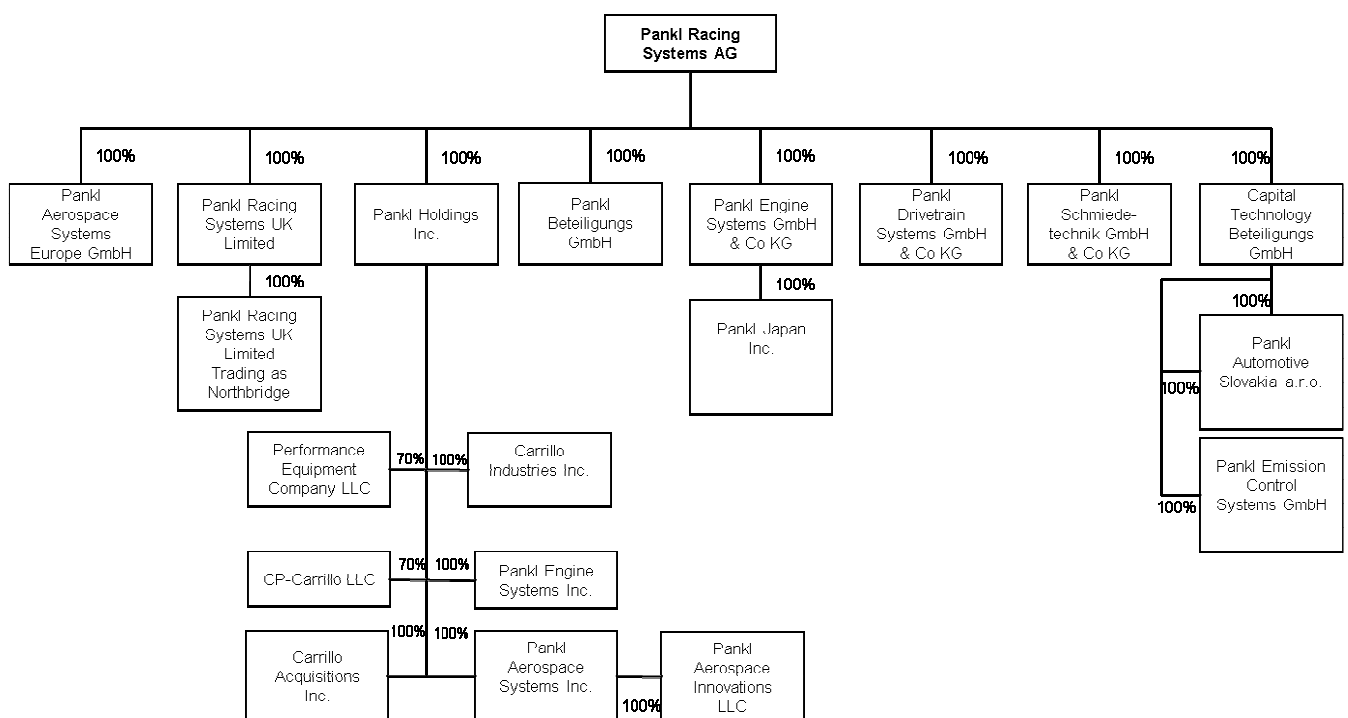 Pankl Racing
Systems AG
100%
100%
100%
100%
100%
100%
100%
100%
Pankl
Aerospace
Systems
Europe GmbH
Pankl Racing
Systems UK
Limited
Pankl Holdings
Inc.
Pankl
Beteiligungs
GmbH
Pankl Engine
Systems GmbH
& Co KG
Pankl
Drivetrain
Systems GmbH
& Co KG
Pankl
Schmiede-
technik GmbH
& Co KG
Capital
Technology
Beteiligungs
GmbH
100%
100%
100%
Pankl Racing
Systems UK
Limited
Trading as
Northbridge
Pankl Japan
Inc.
Pankl
Automotive
Slovakia a.r.o.
100%
Performance
Equipment
Company LLC
70%
100%
Carrillo
Industries Inc.
Pankl Emission
Control
Systems GmbH
100%
CP-Carrillo LLC
70%
100%
Pankl Engine
Systems Inc.
100%
100%
Carrillo
Acquisitions
Inc.
Pankl
Aerospace
Systems Inc.
100%
Pankl
Aerospace
Innovations
LLC